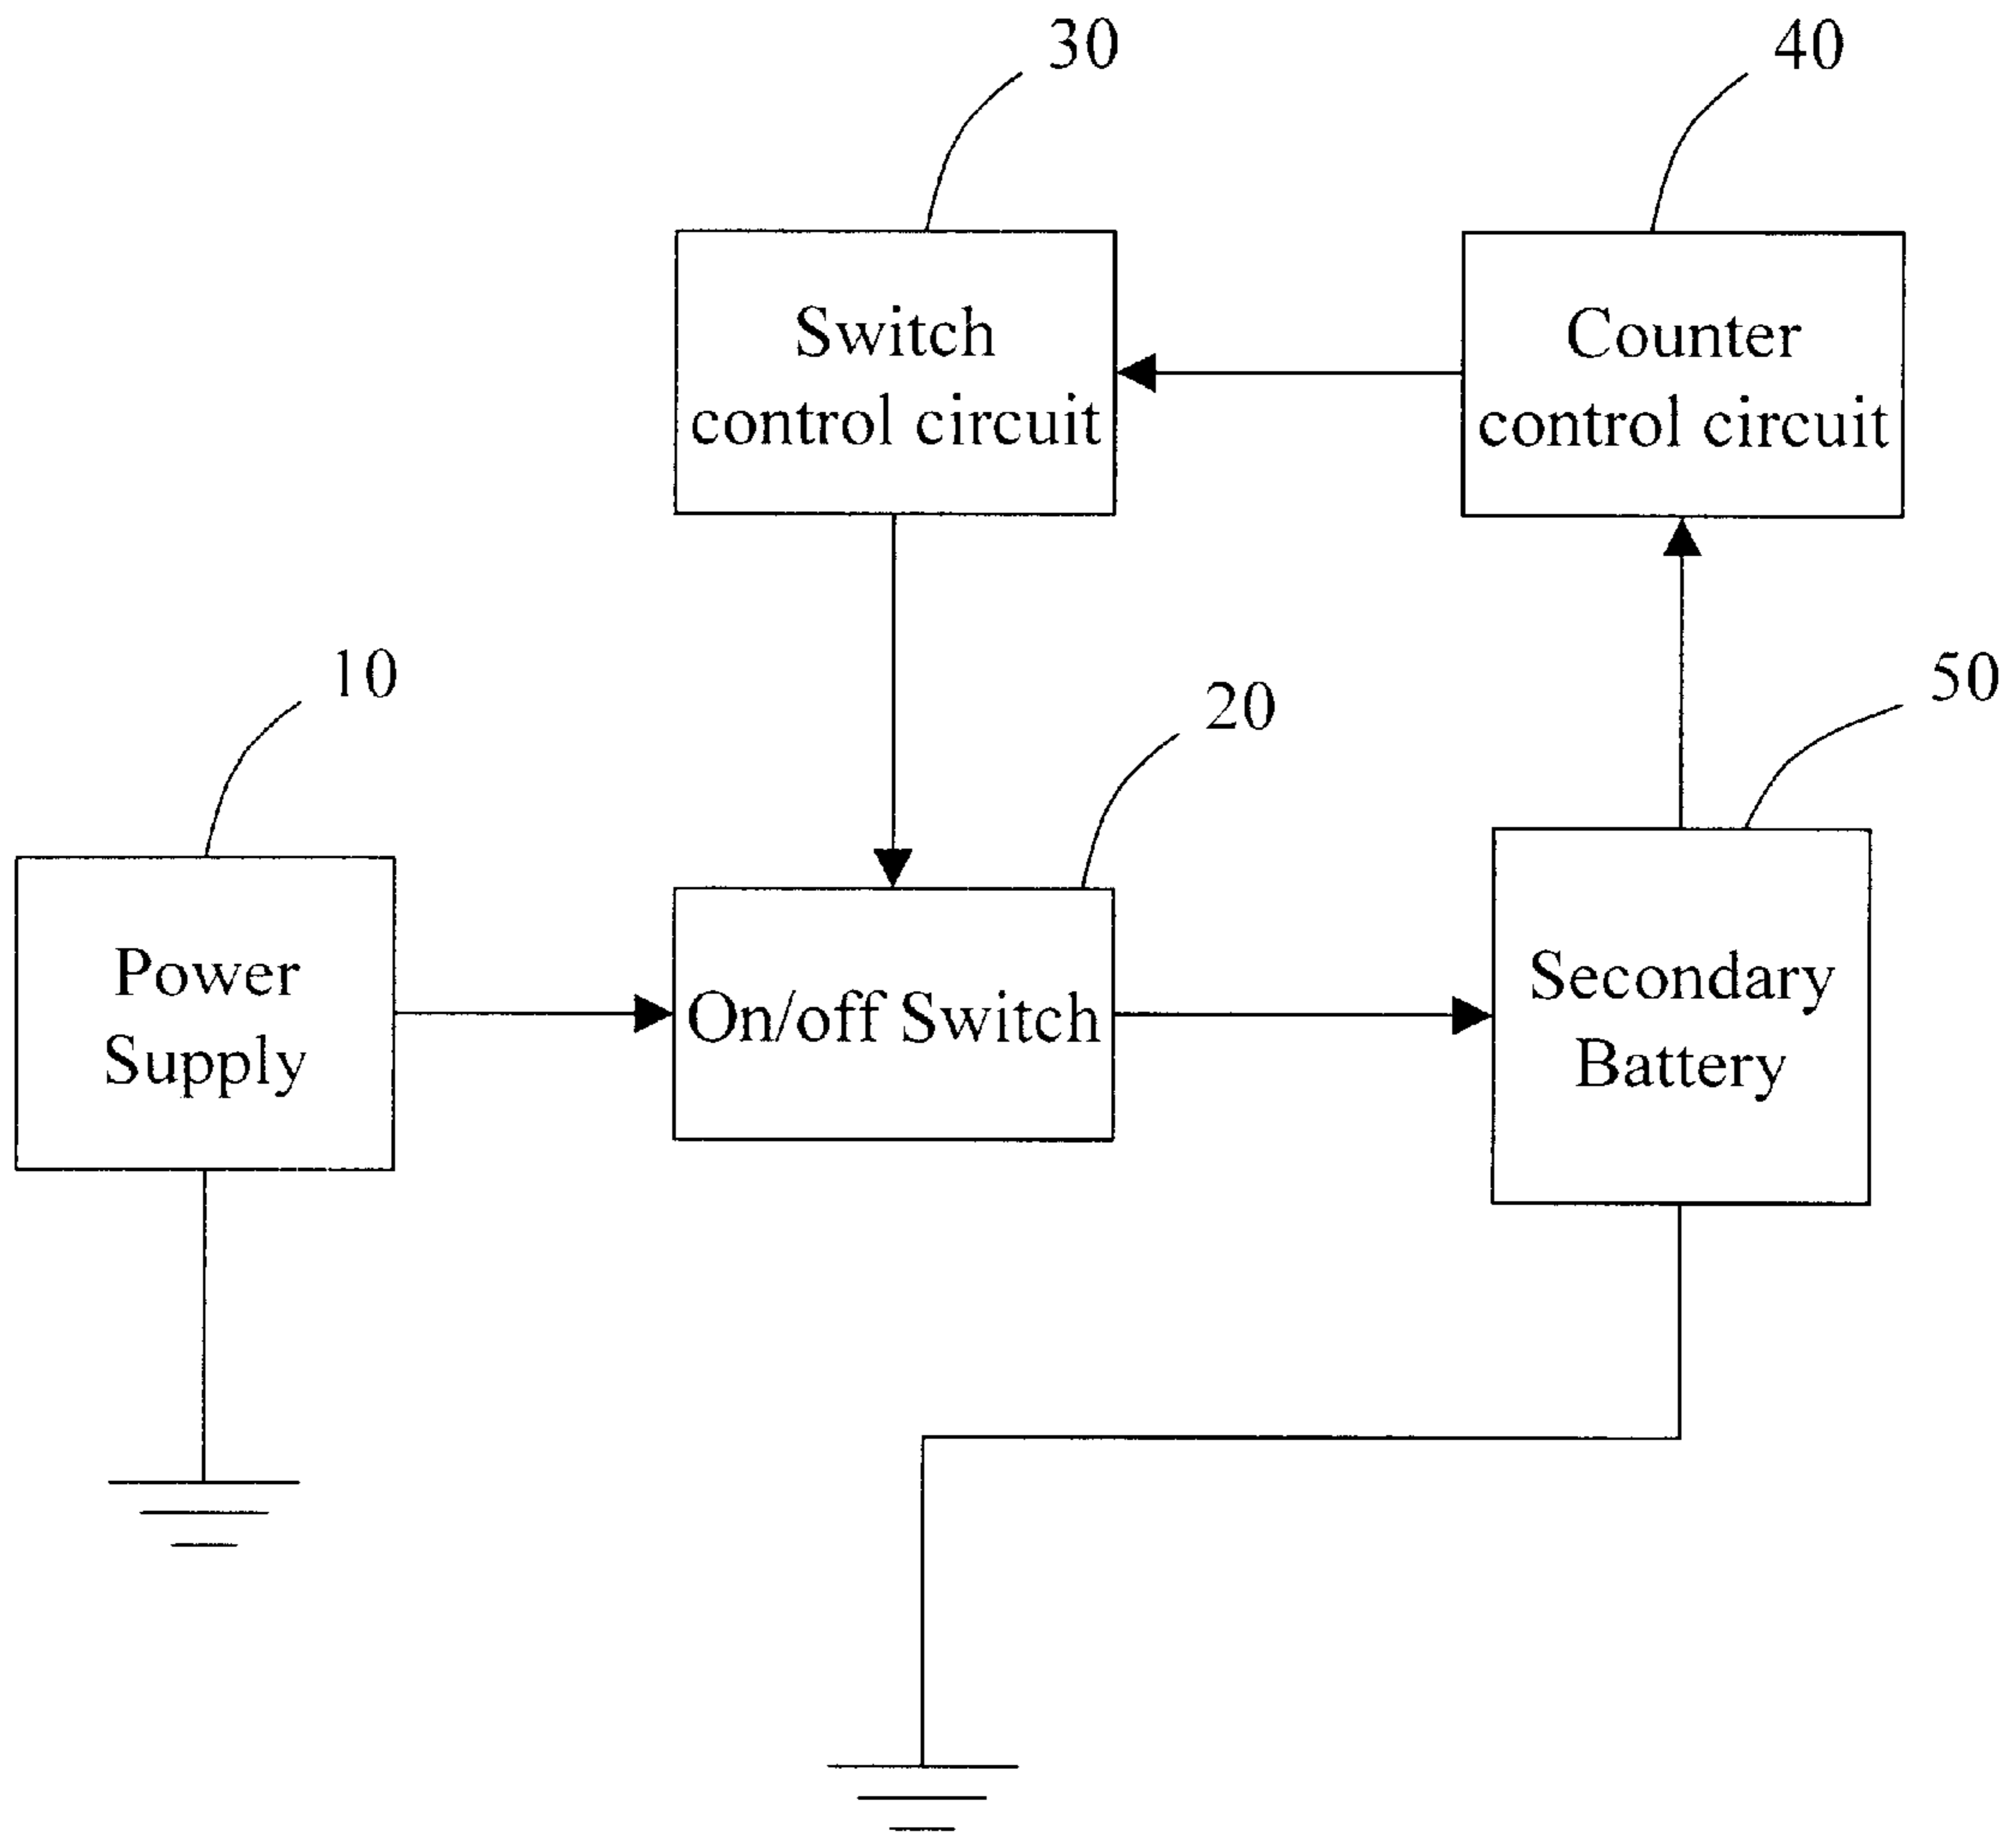 30
40
Switch
control circuit
Counter
control circuit
10
20
50
Power
Supply
On/off Switch
Secondary
Battery